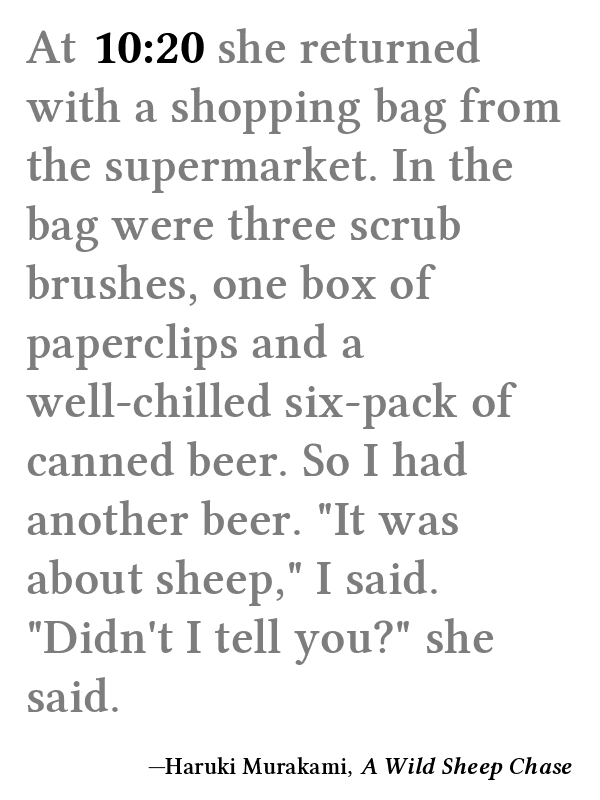 At 10:20 she returned
with a shopping bag from
the supermarket. In the
bag were three scrub
brushes, one box of
paperclips and a
well-chilled six-pack of
canned beer. So I had
another beer. "It was
about sheep," I said.
"Didn't I tell you?" she
said.
—Haruki Murakami, A Wild Sheep Chase